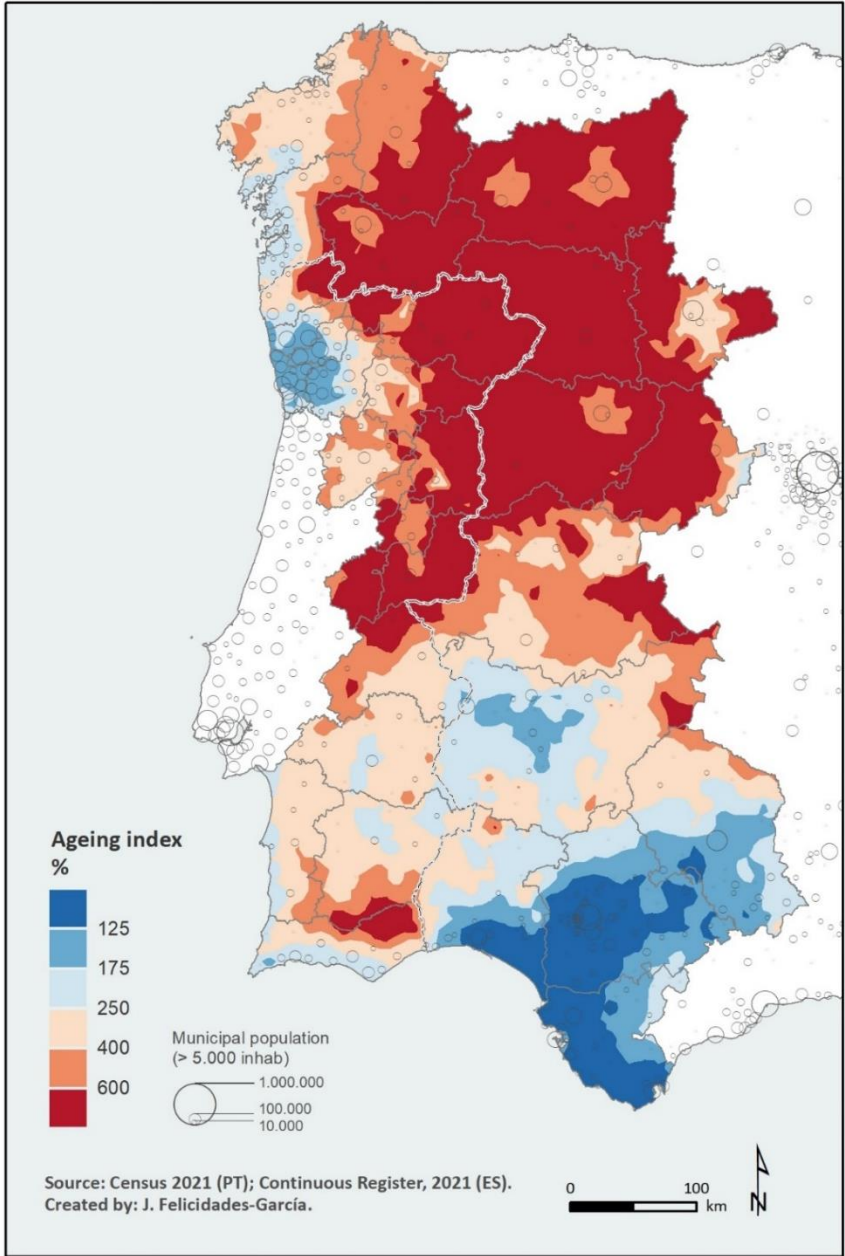 Ageing index
%
125
175
250
400
600
Municipal population
(> 5.000 inhab)
1.000.000
100.000
10.000
Source: Census 2021 (PT); Continuous Register, 2021 (ES).
Created by: J. Felicidades-García.
0 100
km
N